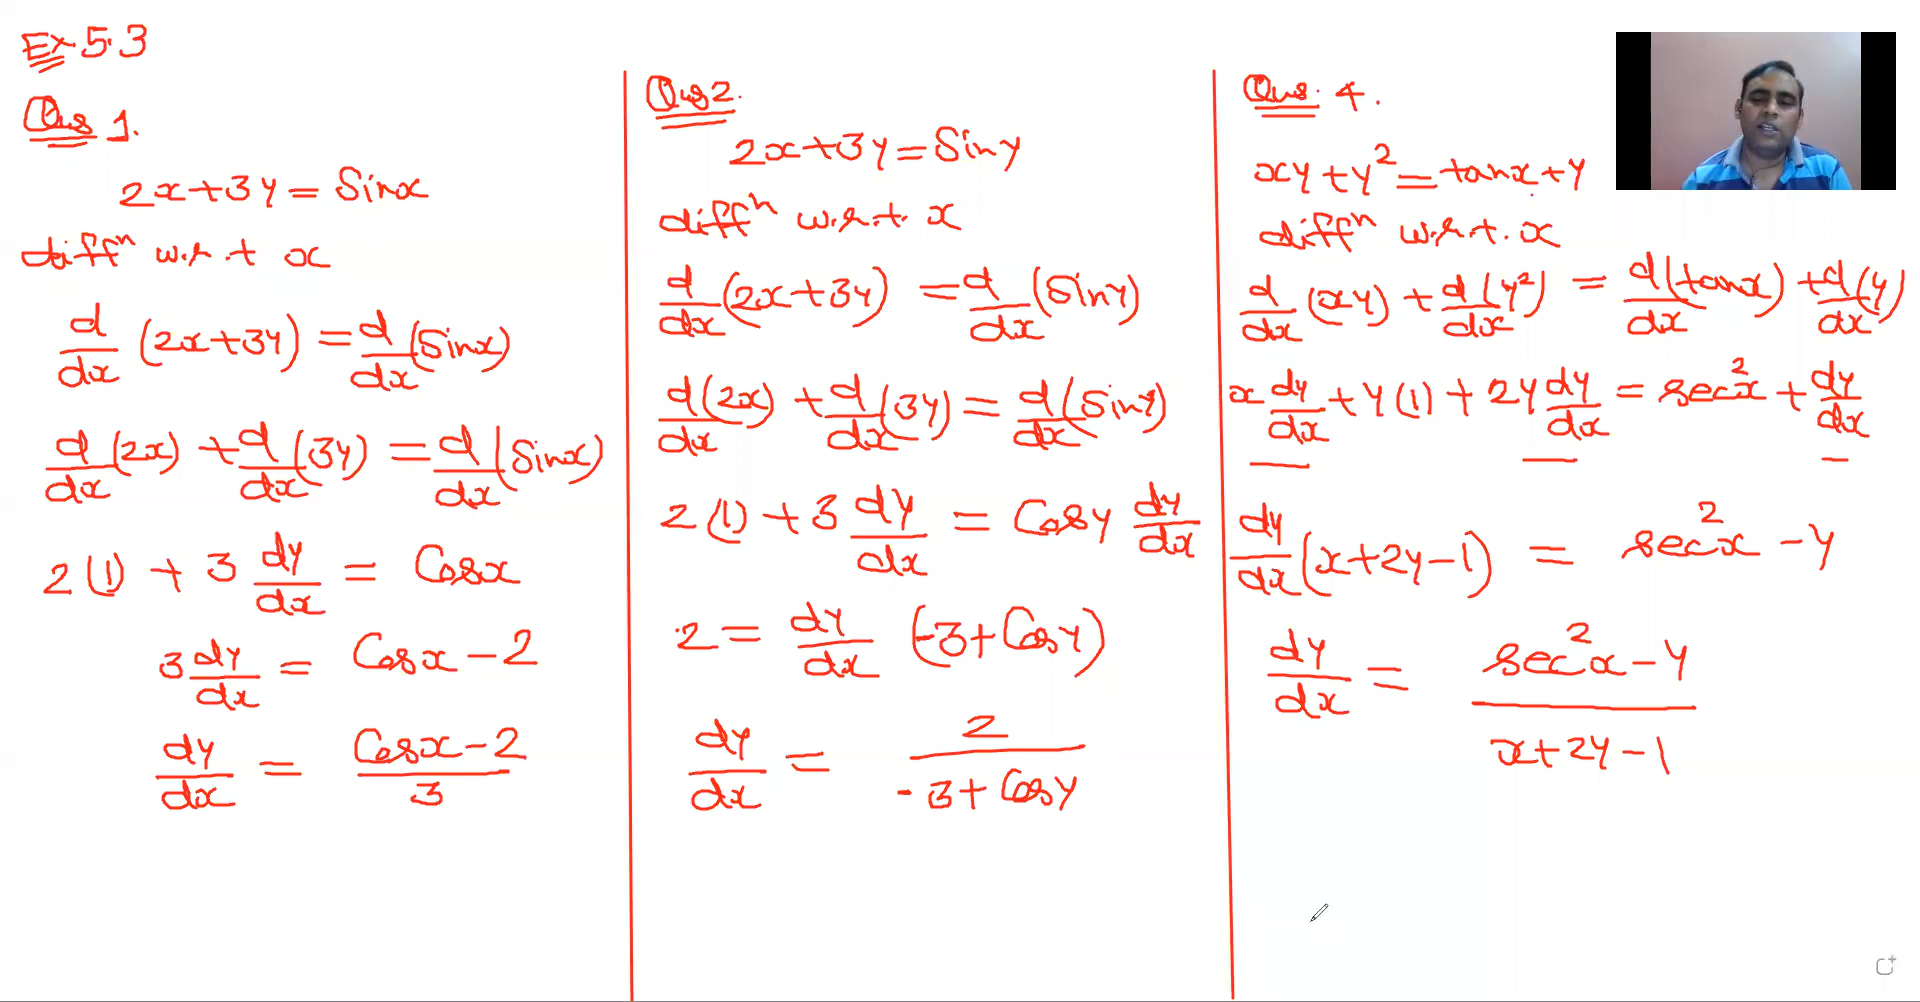 Ex 5.3
Ques 1.
2x+3y = Sinx
diffⁿ w.r.t x
d/dx (2x+3y) = d/dx (Sinx)
d/dx (2x) + d/dx (3y) = d/dx (Sinx)
2(1) + 3 dy/dx = Cosx
3 dy/dx = Cosx - 2
dy/dx = (Cosx - 2)/3
Ques 2.
2x+3y = Siny
diffⁿ w.r.t. x
d/dx (2x+3y) = d/dx (Siny)
d/dx (2x) + d/dx (3y) = d/dx (Siny)
2(1) + 3 dy/dx = Cosy dy/dx
2 = dy/dx (-3+Cosy)
dy/dx = 2/(-3+Cosy)
Ques. 4.
xy + y² = tanx + y
diffⁿ w.r.t. x
d/dx (xy) + d/dx (y²) = d/dx (tanx) + d/dx (y)
x dy/dx + y(1) + 2y dy/dx = sec²x + dy/dx
dy/dx (x+2y-1) = sec²x - y
dy/dx = (sec²x - y)/(x+2y-1)